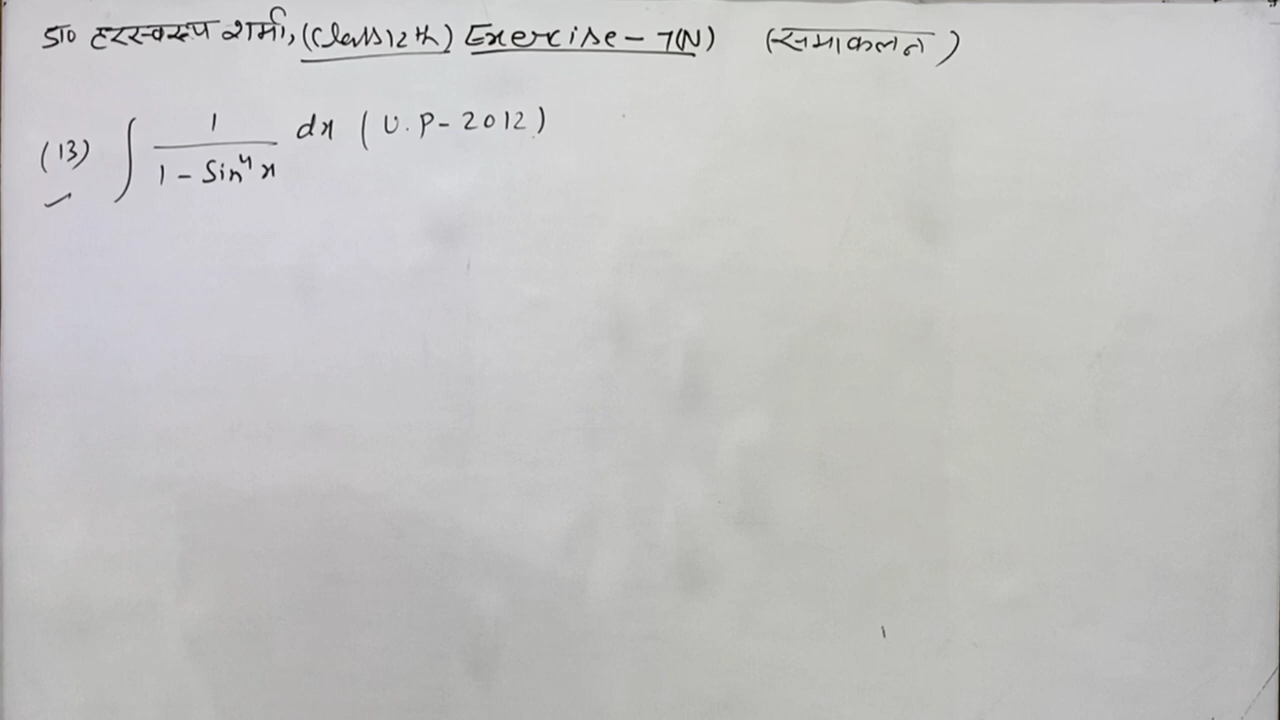 डा० हरस्वरूप शर्मा, (Class 12th) Exercise - 7(N) (समाकलन)
(13) ∫ 1/(1 - Sin⁴x) dx (U.P - 2012)